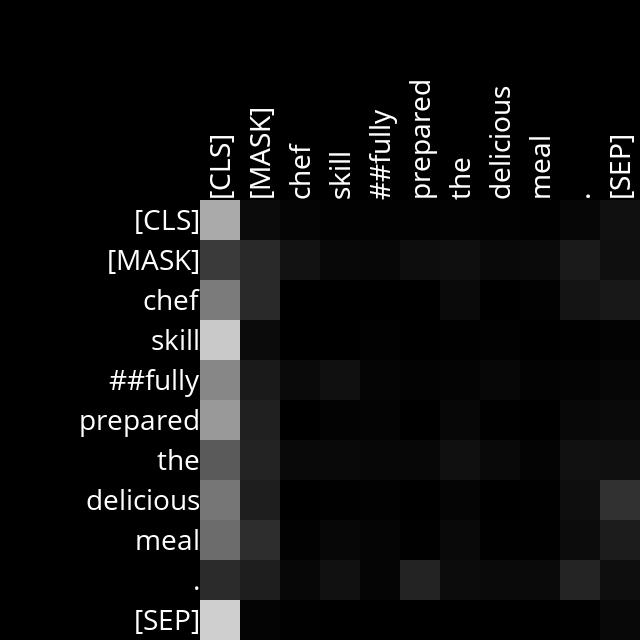 [CLS] [MASK] chef skill ##fully prepared the delicious meal . [SEP]
[CLS]
[MASK]
chef
skill
##fully
prepared
the
delicious
meal
.
[SEP]